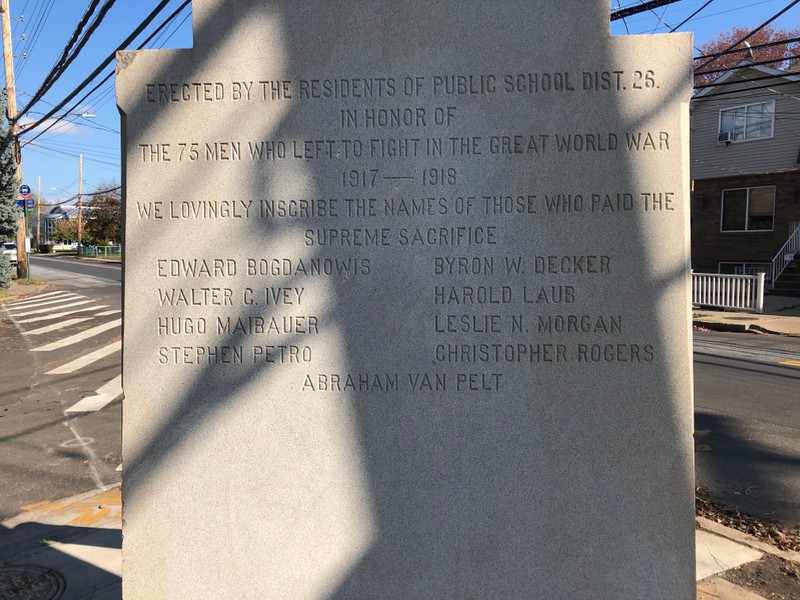 ERECTED BY THE RESIDENTS OF PUBLIC SCHOOL DIST. 26.
IN HONOR OF
THE 75 MEN WHO LEFT TO FIGHT IN THE GREAT WORLD WAR
1917 — 1918
WE LOVINGLY INSCRIBE THE NAMES OF THOSE WHO PAID THE
SUPREME SACRIFICE
EDWARD BOGDANOWIS BYRON W. DECKER
WALTER C. IVEY HAROLD LAUB
HUGO MAIBAUER LESLIE N. MORGAN
STEPHEN PETRO CHRISTOPHER ROGERS
ABRAHAM VAN PELT